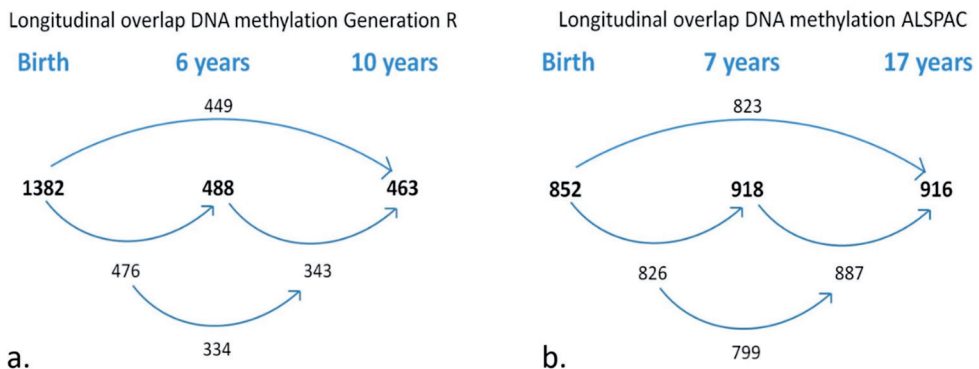 Longitudinal overlap DNA methylation Generation R
Birth 6 years 10 years
449
1382 488 463
476 343
334
a.
Longitudinal overlap DNA methylation ALSPAC
Birth 7 years 17 years
823
852 918 916
826 887
799
b.